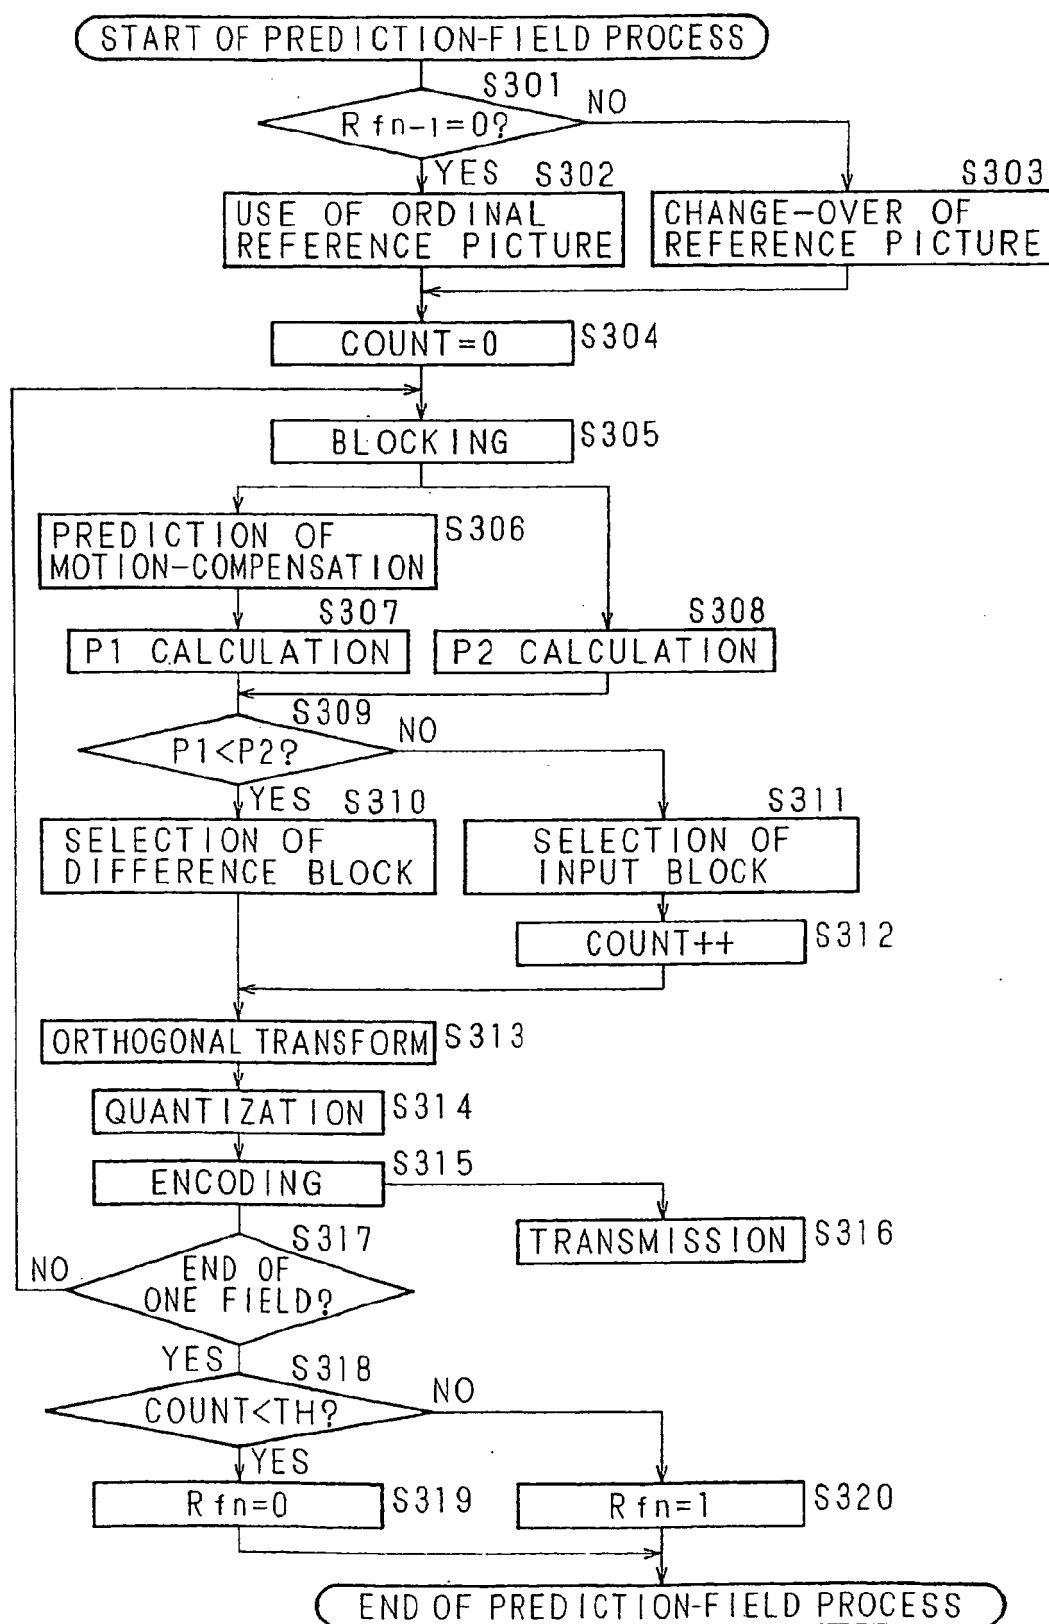 START OF PREDICTION-FIELD PROCESS
S301
Rfn-1=0?
NO
YES
S302
S303
USE OF ORDINAL
REFERENCE PICTURE
CHANGE-OVER OF
REFERENCE PICTURE
COUNT=0
S304
BLOCKING
S305
PREDICTION OF
MOTION-COMPENSATION
S306
S307
S308
P1 CALCULATION
P2 CALCULATION
S309
P1<P2?
NO
YES
S310
S311
SELECTION OF
DIFFERENCE BLOCK
SELECTION OF
INPUT BLOCK
COUNT++
S312
ORTHOGONAL TRANSFORM
S313
QUANTIZATION
S314
ENCODING
S315
TRANSMISSION
S316
S317
END OF
ONE FIELD?
NO
YES
S318
COUNT<TH?
NO
YES
Rfn=0
S319
Rfn=1
S320
END OF PREDICTION-FIELD PROCESS